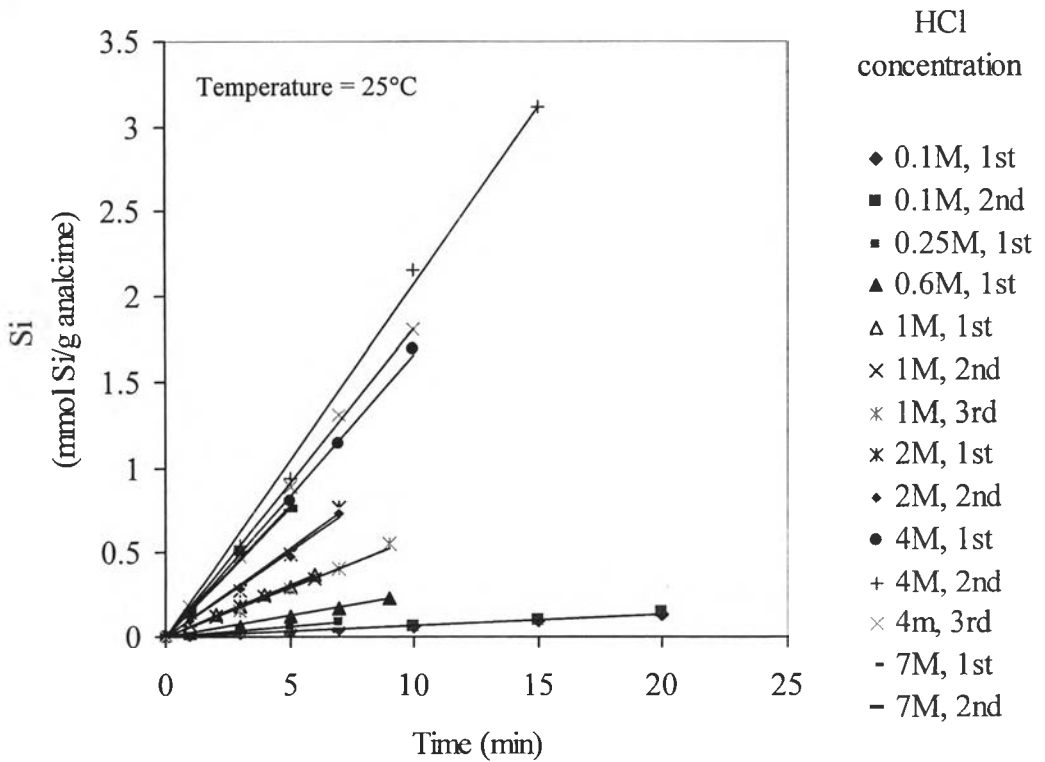 HCl
concentration
3.5
3
2.5
2
1.5
1
0.5
0
Temperature = 25°C
Si
(mmol Si/g analcime)
0 5 10 15 20 25
Time (min)
0.1M, 1st
0.1M, 2nd
0.25M, 1st
0.6M, 1st
1M, 1st
1M, 2nd
1M, 3rd
2M, 1st
2M, 2nd
4M, 1st
4M, 2nd
4m, 3rd
7M, 1st
7M, 2nd